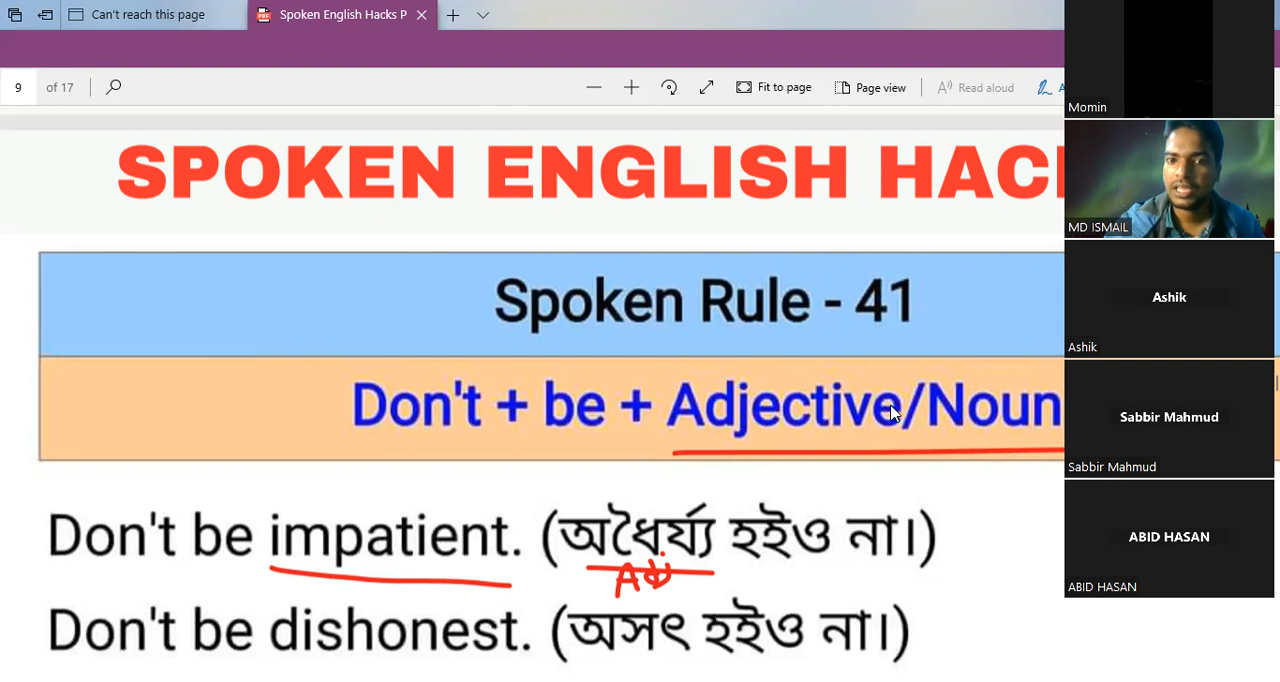 Can't reach this page
Spoken English Hacks P
9 of 17
Fit to page
Page view
Read aloud
SPOKEN ENGLISH HAC
Spoken Rule - 41
Don't + be + Adjective/Noun
Don't be impatient. (অধৈর্য্য হইও না।)
Adj
Don't be dishonest. (অসৎ হইও না।)
Momin
MD ISMAIL
Ashik
Ashik
Sabbir Mahmud
Sabbir Mahmud
ABID HASAN
ABID HASAN